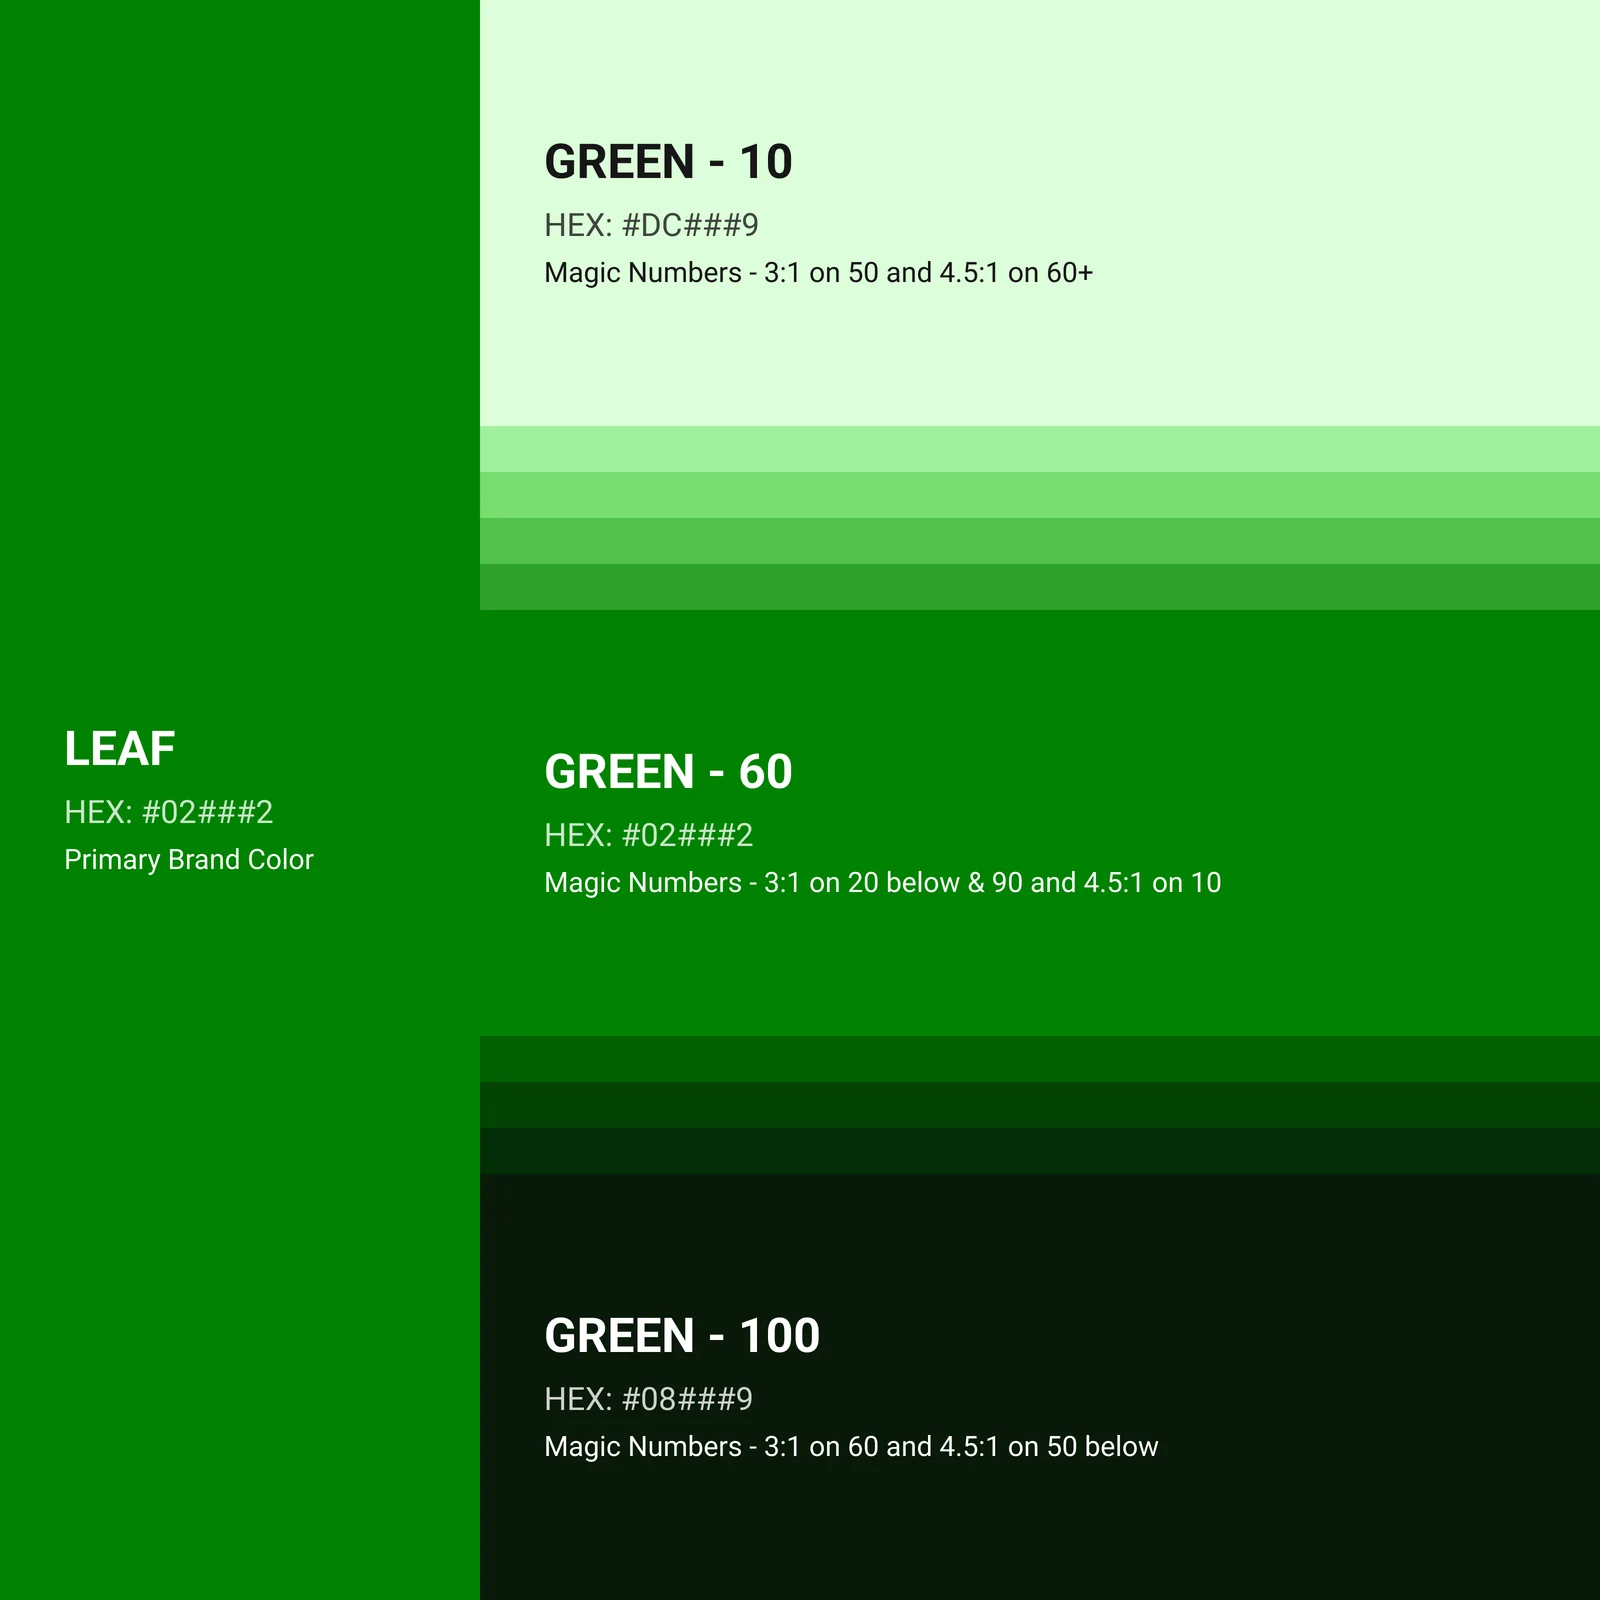 LEAF
HEX: #02###2
Primary Brand Color
GREEN - 10
HEX: #DC###9
Magic Numbers - 3:1 on 50 and 4.5:1 on 60+
GREEN - 60
HEX: #02###2
Magic Numbers - 3:1 on 20 below & 90 and 4.5:1 on 10
GREEN - 100
HEX: #08###9
Magic Numbers - 3:1 on 60 and 4.5:1 on 50 below